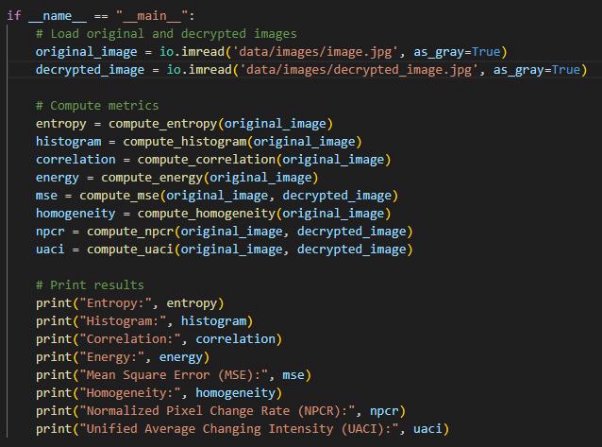 if __name__ == "__main__":
    # Load original and decrypted images
    original_image = io.imread('data/images/image.jpg', as_gray=True)
    decrypted_image = io.imread('data/images/decrypted_image.jpg', as_gray=True)

    # Compute metrics
    entropy = compute_entropy(original_image)
    histogram = compute_histogram(original_image)
    correlation = compute_correlation(original_image)
    energy = compute_energy(original_image)
    mse = compute_mse(original_image, decrypted_image)
    homogeneity = compute_homogeneity(original_image)
    npcr = compute_npcr(original_image, decrypted_image)
    uaci = compute_uaci(original_image, decrypted_image)

    # Print results
    print("Entropy:", entropy)
    print("Histogram:", histogram)
    print("Correlation:", correlation)
    print("Energy:", energy)
    print("Mean Square Error (MSE):", mse)
    print("Homogeneity:", homogeneity)
    print("Normalized Pixel Change Rate (NPCR):", npcr)
    print("Unified Average Changing Intensity (UACI):", uaci)